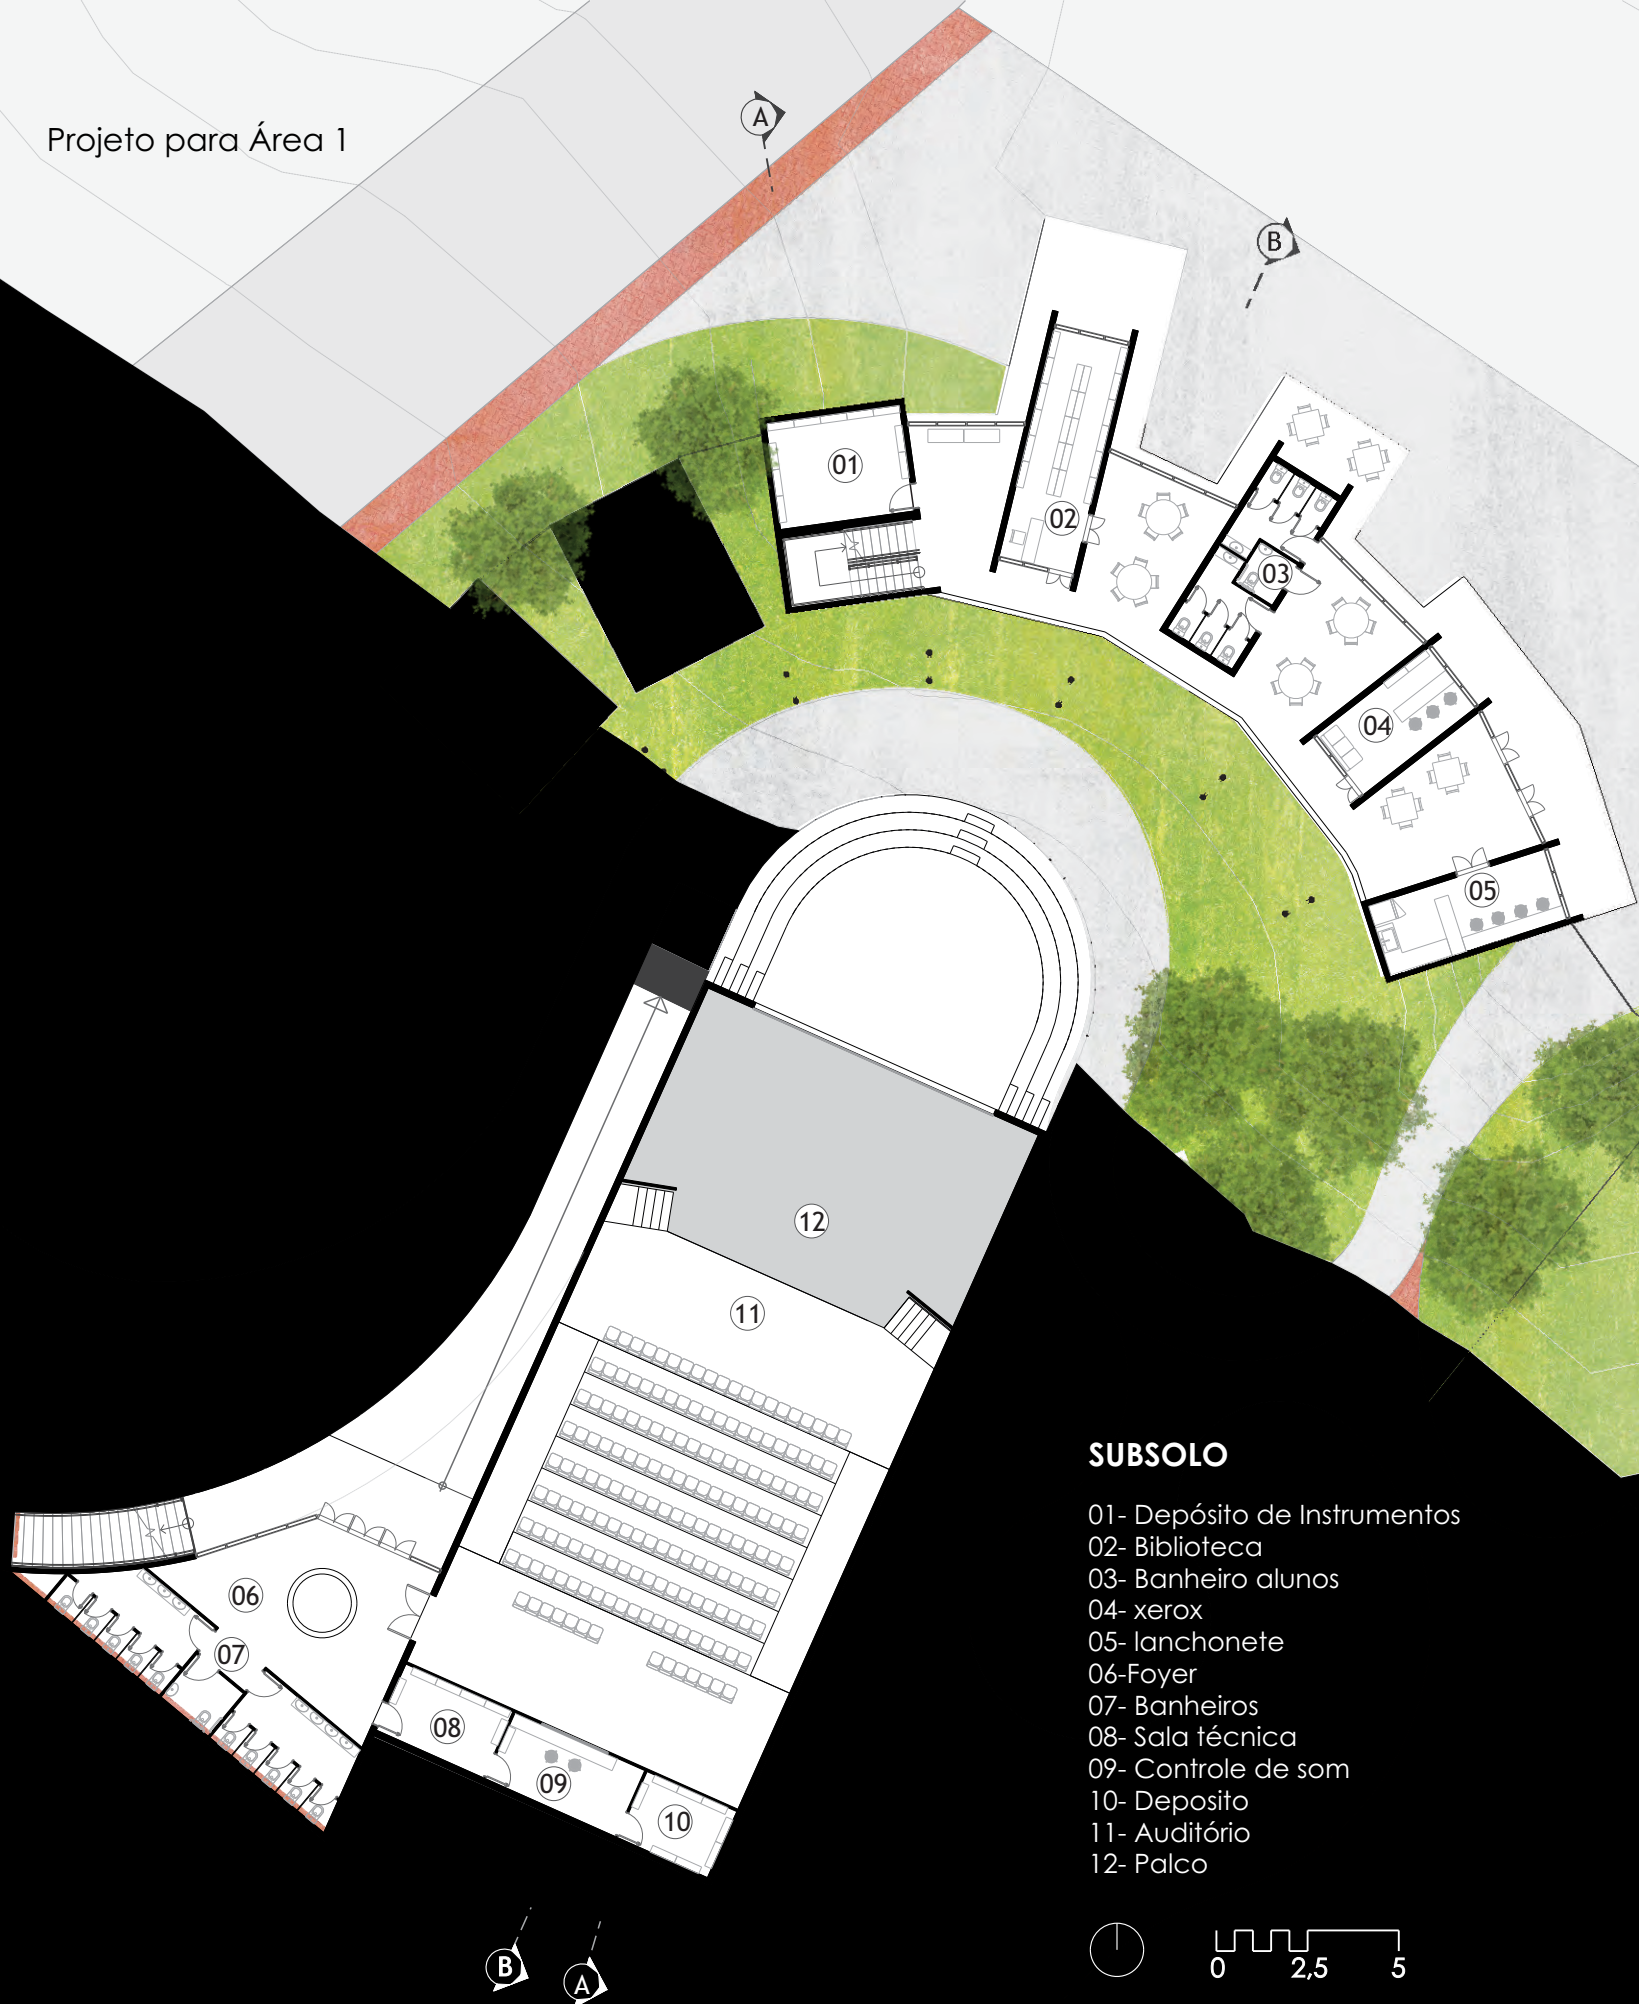 Projeto para Área 1
A
B
01
02
03
04
05
12
11
06
07
08
09
10
SUBSOLO
01- Depósito de Instrumentos
02- Biblioteca
03- Banheiro alunos
04- xerox
05- lanchonete
06-Foyer
07- Banheiros
08- Sala técnica
09- Controle de som
10- Deposito
11- Auditório
12- Palco
B
A
0 2,5 5